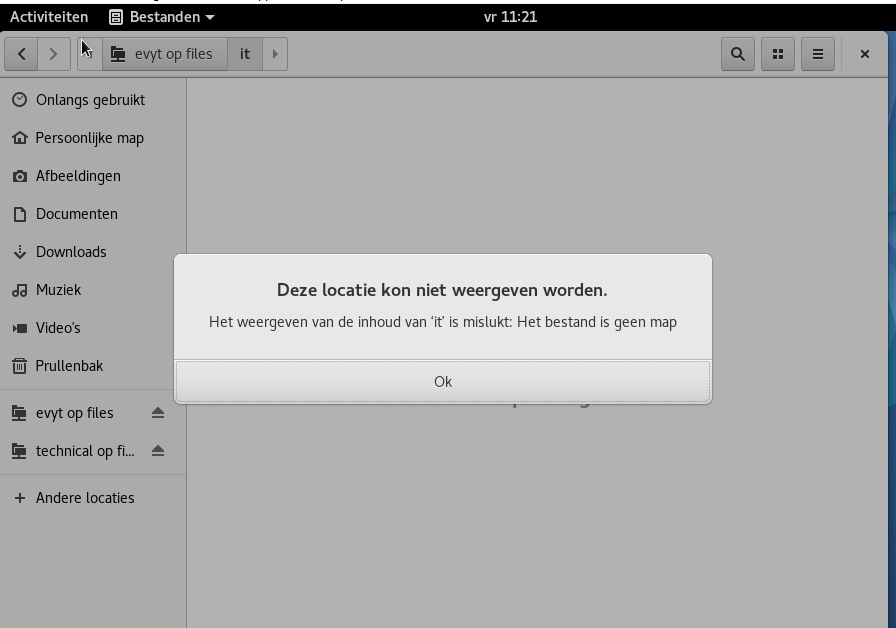 Activiteiten Bestanden vr 11:21
evyt op files it
Onlangs gebruikt
Persoonlijke map
Afbeeldingen
Documenten
Downloads
Muziek
Video's
Prullenbak
evyt op files
technical op fi...
Andere locaties
Deze locatie kon niet weergeven worden.
Het weergeven van de inhoud van ‘it’ is mislukt: Het bestand is geen map
Ok